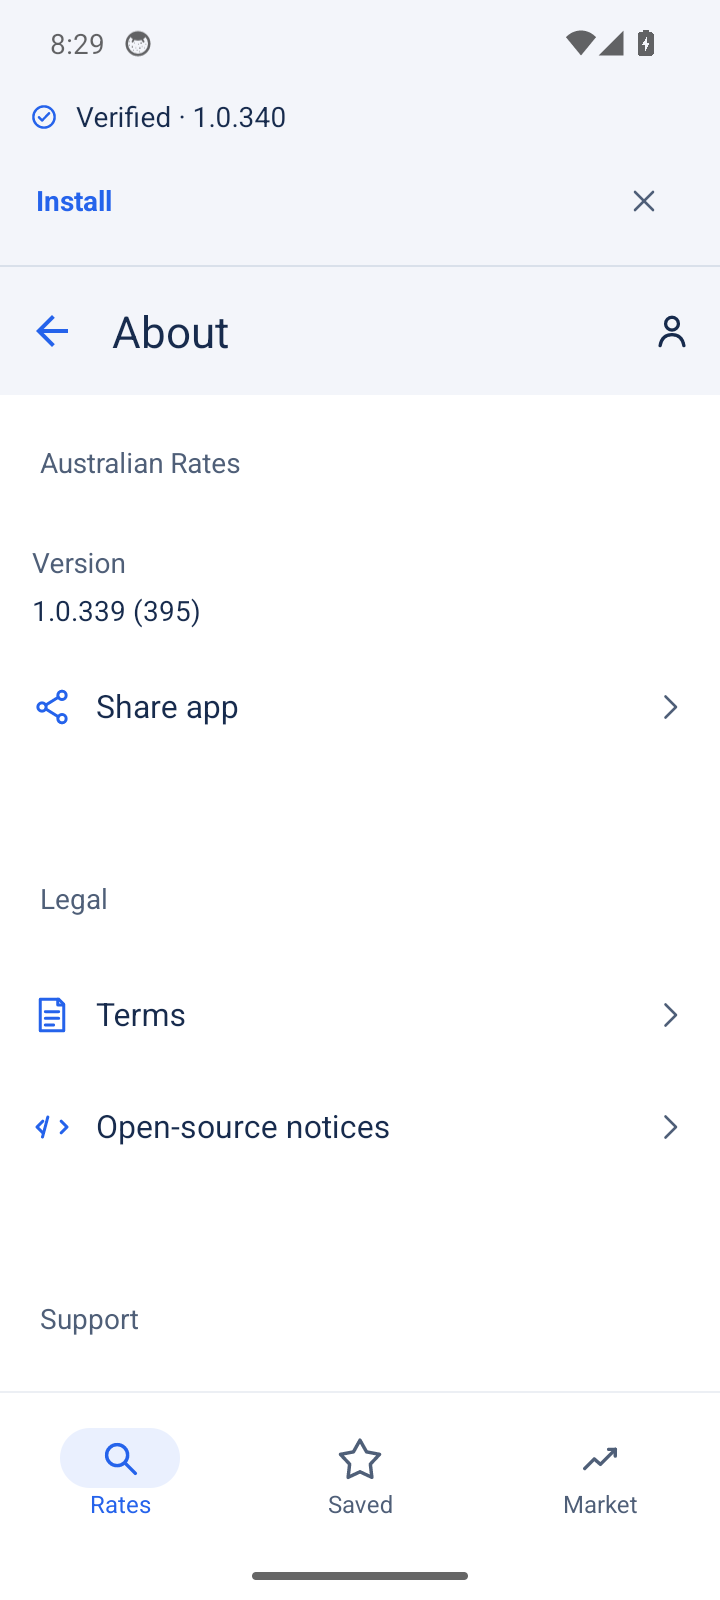 8:29
Verified · 1.0.340
Install
About
Australian Rates
Version
1.0.339 (395)
Share app
Legal
Terms
Open-source notices
Support
Rates
Saved
Market